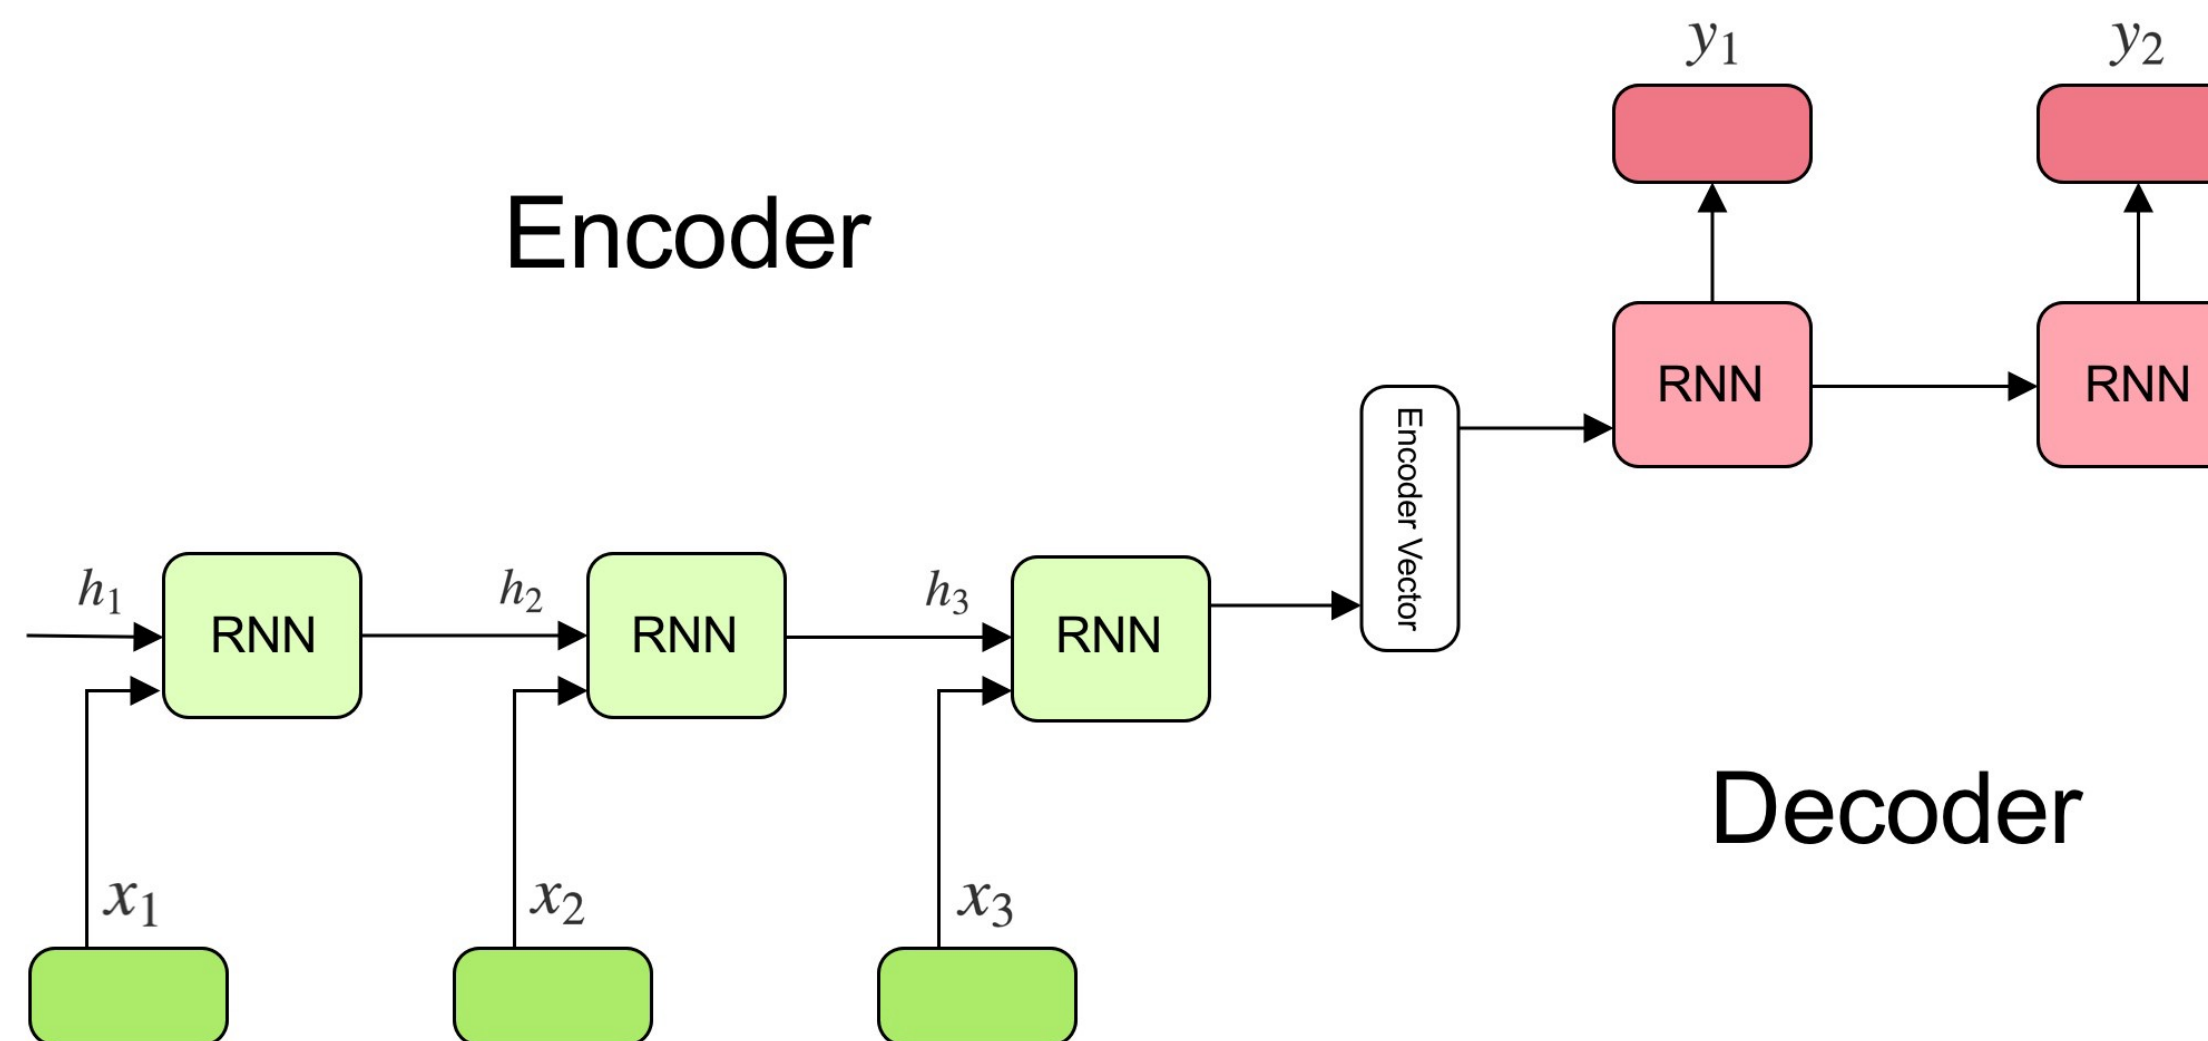 y₁
y₂
Encoder
RNN
RNN
Encoder Vector
h₁
h₂
h₃
RNN
RNN
RNN
Decoder
x₁
x₂
x₃